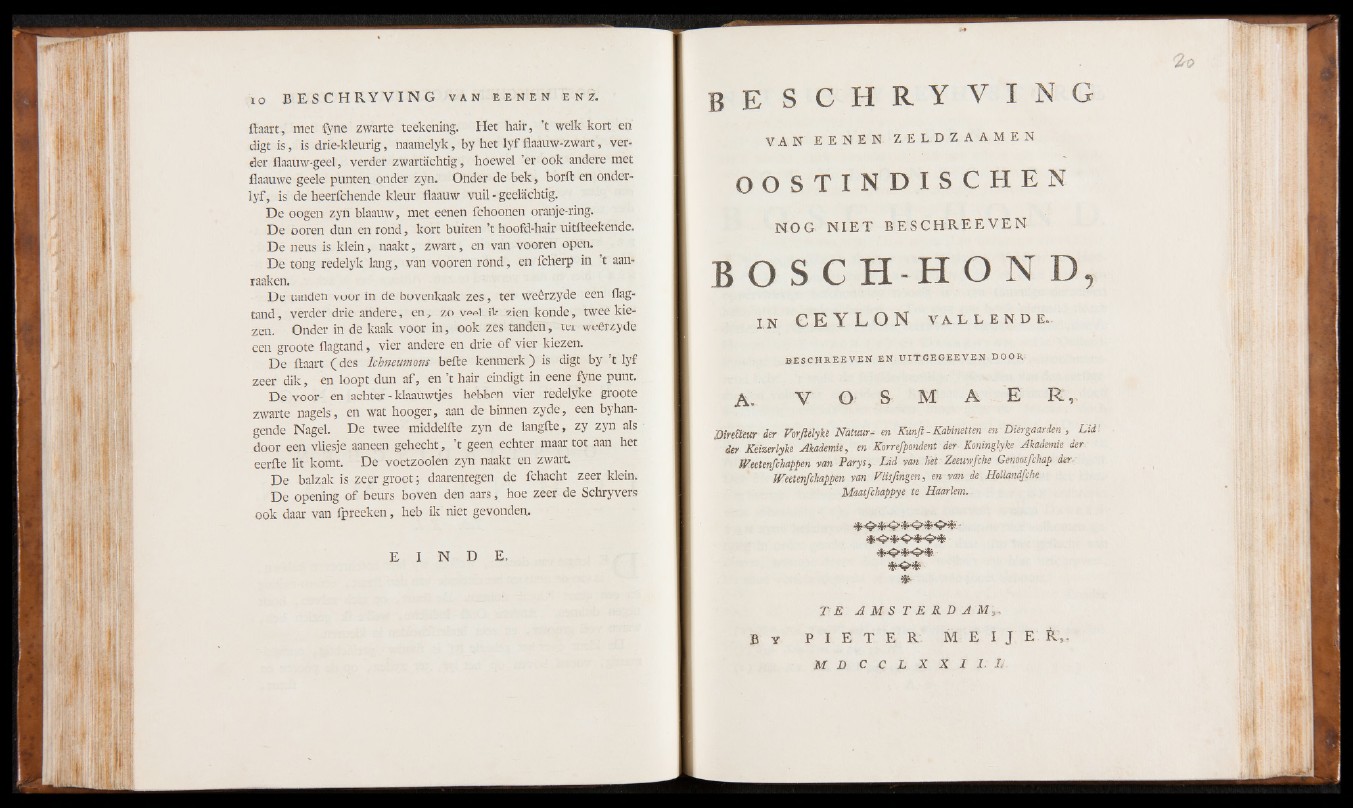 10 BESCHRYVING VAN EENEN ENZ.
ſtaart, met fyne zwarte teekening. Het hair, 't welk kort en
digt is, is drie-kleurig, naamelyk, by het lyf flaauw-zwart, ver-
der flaauw-geel, verder zwartächtig, hoewel 'er ook andere met
flaauwe geele punten onder zyn. Onder de bek, borſt en onder-
lyf, is de heerſchende kleur flaauw vuil-geelächtig.
De oogen zyn blaauw, met eenen ſchoonen oranje-ring.
De ooren dun en rond, kort buiten 't hoofd-hair uitſteekende.
De neus is klein, naakt, zwart, en van vooren open.
De tong redelyk lang, van vooren rond, en ſcherp in 't aan-
raaken.
De tanden voor in de bovenkaak zes, ter weêrzyde een ſlag-
tand, verder drie andere, en, zo veel ik zien konde, twee kie-
zen. Onder in de kaak voor in, ook zes tanden, ter weêrzyde
een groote ſlagtand, vier andere en drie of vier kiezen.
De ſtaart (des Ichneumons beſte kenmerk) is digt by 't lyf
zeer dik, en loopt dun af, en 't hair eindigt in eene fyne punt.
De voor- en achter-klaauwtjes hebben vier redelyke groote
zwarte nagels, en wat hooger, aan de binnen zyde, een byhan-
gende Nagel. De twee middelſte zyn de langſte, zy zyn als
door een vliesje aaneen gehecht, 't geen echter maar tot aan het
eerſte lit komt. De voetzoolen zyn naakt en zwart.
De balzak is zeer groot; daarentegen de ſchacht zeer klein.
De opening of beurs boven den aars, hoe zeer de Schryvers
ook daar van ſpreeken, heb ik niet gevonden.
EINDE.
20
BESCHRYVING
VAN EENEN ZELDZAAMEN
OOSTINDISCHEN
NOG NIET BESCHREEVEN
BOSCH-HOND,
IN CEYLON VALLENDE.
BESCHREEVEN EN UITGEGEEVEN DOOR
A. VOSMAER,
Directeur der Vorſtelyke Natuur- en Kunſt-Kabinetten en Diergaarden, Lid
der Keizerlyke Akademie, en Korreſpondent der Koninglyke Akademie der
Weetenſchappen van Parys, Lid van het Zeeuwſche Genootſchap der
Weetenſchappen van Vlisſingen, en van de Hollandſche
Maatſchappye te Haarlem.
TE AMSTERDAM,
BY PIETER MEIJER,
MDCCLXXIII.